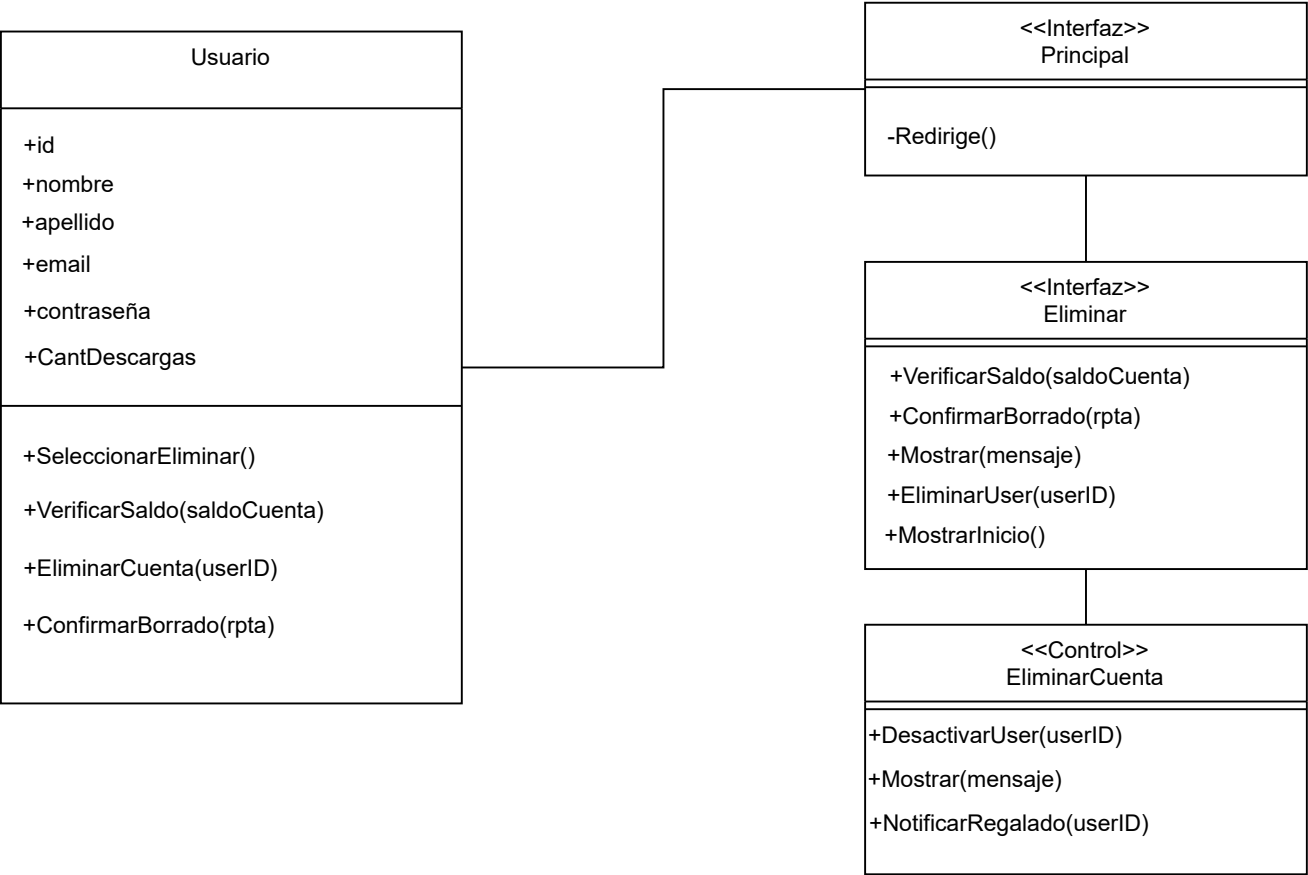 Usuario
+id
+nombre
+apellido
+email
+contraseña
+CantDescargas
+SeleccionarEliminar()
+VerificarSaldo(saldoCuenta)
+EliminarCuenta(userID)
+ConfirmarBorrado(rpta)
<<Interfaz>>
Principal
-Redirige()
<<Interfaz>>
Eliminar
+VerificarSaldo(saldoCuenta)
+ConfirmarBorrado(rpta)
+Mostrar(mensaje)
+EliminarUser(userID)
+MostrarInicio()
<<Control>>
EliminarCuenta
+DesactivarUser(userID)
+Mostrar(mensaje)
+NotificarRegalado(userID)